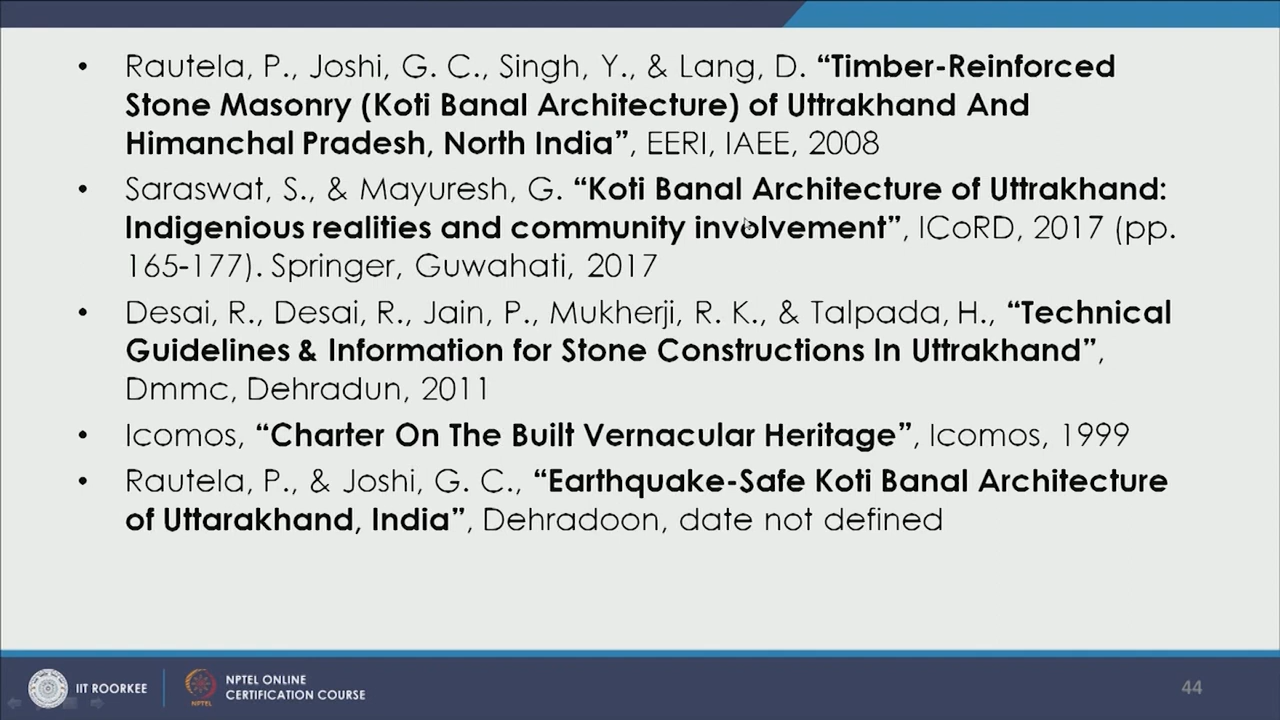 • Rautela, P., Joshi, G. C., Singh, Y., & Lang, D. “Timber-Reinforced
Stone Masonry (Koti Banal Architecture) of Uttrakhand And
Himanchal Pradesh, North India”, EERI, IAEE, 2008
• Saraswat, S., & Mayuresh, G. “Koti Banal Architecture of Uttrakhand:
Indigenious realities and community involvement”, ICoRD, 2017 (pp.
165-177). Springer, Guwahati, 2017
• Desai, R., Desai, R., Jain, P., Mukherji, R. K., & Talpada, H., “Technical
Guidelines & Information for Stone Constructions In Uttrakhand”,
Dmmc, Dehradun, 2011
• Icomos, “Charter On The Built Vernacular Heritage”, Icomos, 1999
• Rautela, P., & Joshi, G. C., “Earthquake-Safe Koti Banal Architecture
of Uttarakhand, India”, Dehradoon, date not defined
IIT ROORKEE
NPTEL
NPTEL ONLINE
CERTIFICATION COURSE
44